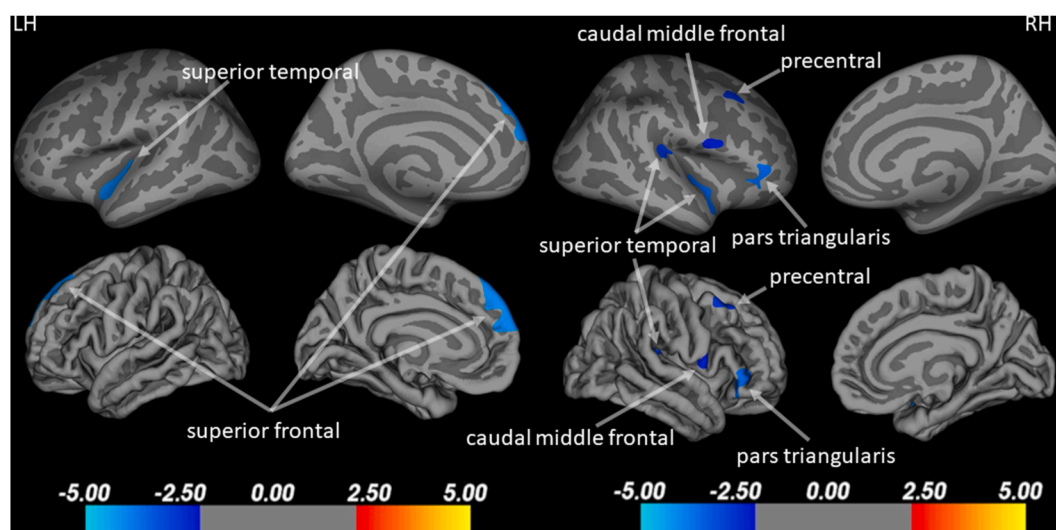 LH
RH
caudal middle frontal
superior temporal
precentral
superior temporal
pars triangularis
precentral
superior frontal
caudal middle frontal
pars triangularis
-5.00 -2.50 0.00 2.50 5.00
-5.00 -2.50 0.00 2.50 5.00